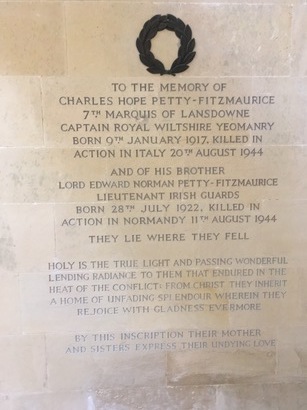 TO THE MEMORY OF
CHARLES HOPE PETTY-FITZMAURICE
7TH MARQUIS OF LANSDOWNE
CAPTAIN ROYAL WILTSHIRE YEOMANRY
BORN 9TH JANUARY 1917. KILLED IN
ACTION IN ITALY 20TH AUGUST 1944
AND OF HIS BROTHER
LORD EDWARD NORMAN PETTY-FITZMAURICE
LIEUTENANT IRISH GUARDS
BORN 28TH JULY 1922, KILLED IN
ACTION IN NORMANDY 11TH AUGUST 1944
THEY LIE WHERE THEY FELL
HOLY IS THE TRUE LIGHT AND PASSING WONDERFUL
LENDING RADIANCE TO THEM THAT ENDURED IN THE
HEAT OF THE CONFLICT: FROM CHRIST THEY INHERIT
A HOME OF UNFADING SPLENDOUR WHEREIN THEY
REJOICE WITH GLADNESS EVERMORE
BY THIS INSCRIPTION THEIR MOTHER
AND SISTERS EXPRESS THEIR UNDYING LOVE